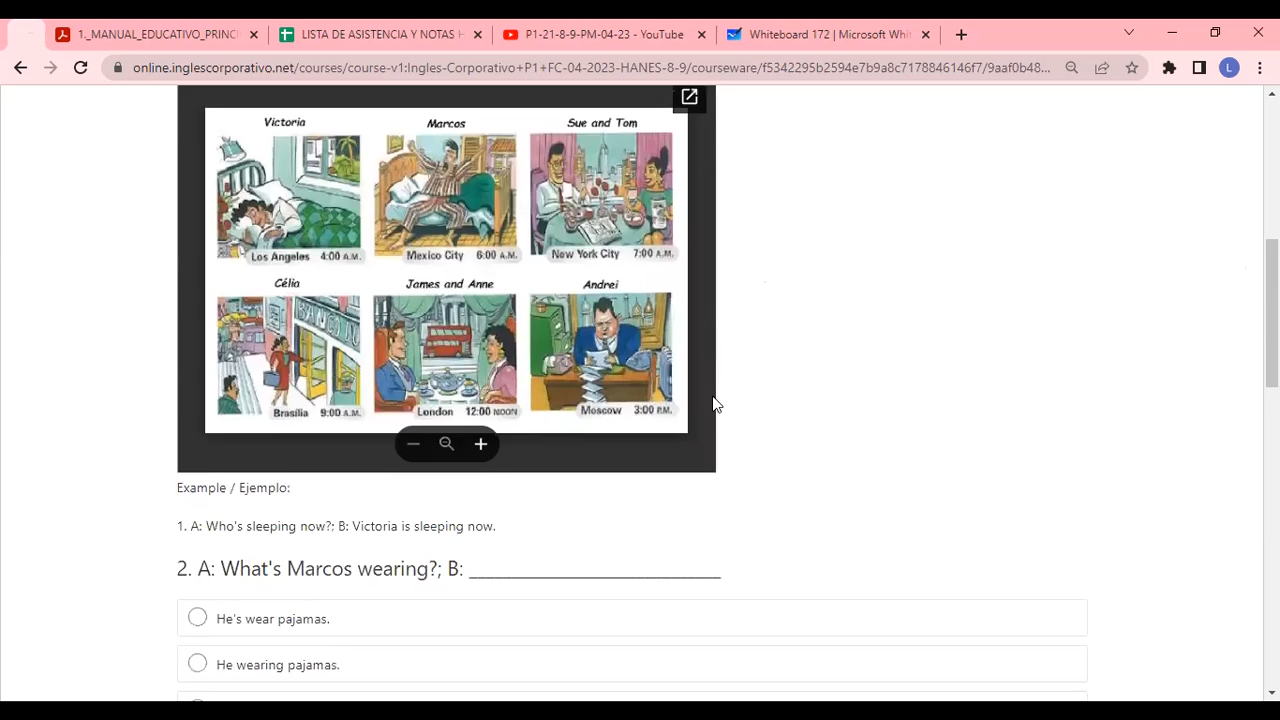 1._MANUAL_EDUCATIVO_PRINCI
LISTA DE ASISTENCIA Y NOTAS H
P1-21-8-9-PM-04-23 - YouTube
Whiteboard 172 | Microsoft Whit
online.inglescorporativo.net/courses/course-v1:Ingles-Corporativo+P1+FC-04-2023-HANES-8-9/courseware/f5342295b2594e7b9a8c7178846146f7/9aaf0b48...
L
Victoria
Marcos
Sue and Tom
Los Angeles 4:00 A.M.
Mexico City 6:00 A.M.
New York City 7:00 A.M.
Célia
James and Anne
Andrei
BANCO
Brasília 9:00 A.M.
London 12:00 NOON
Moscow 3:00 P.M.
Example / Ejemplo:
1. A: Who's sleeping now?; B: Victoria is sleeping now.
2. A: What's Marcos wearing?; B: ___________________________
He's wear pajamas.
He wearing pajamas.